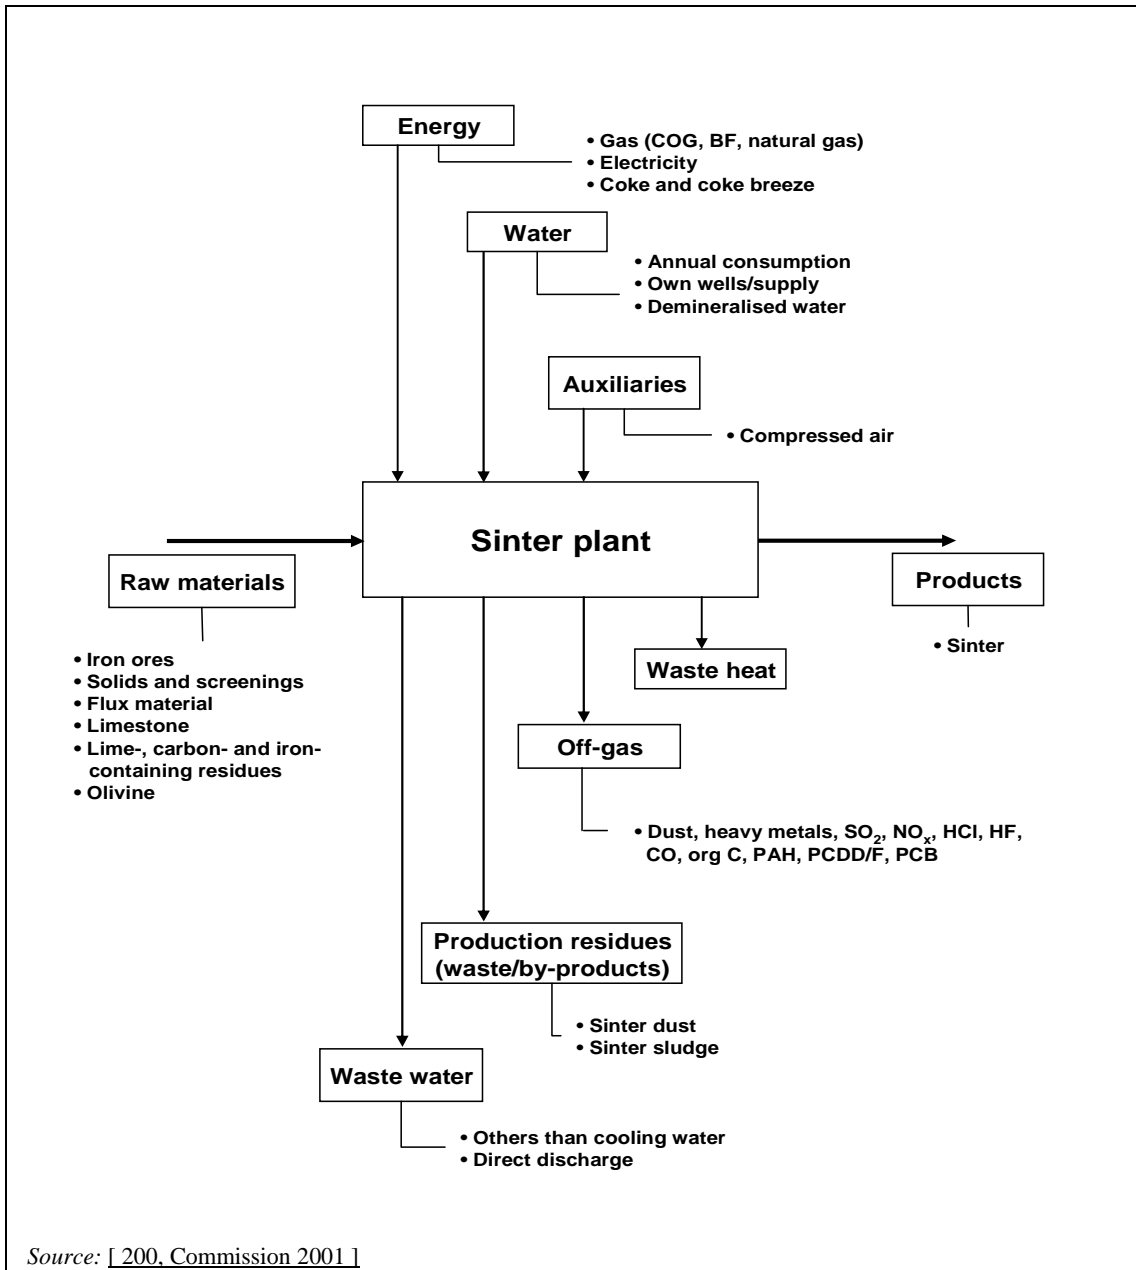 Energy
• Gas (COG, BF, natural gas)
• Electricity
• Coke and coke breeze
Water
• Annual consumption
• Own wells/supply
• Demineralised water
Auxiliaries
• Compressed air
Sinter plant
Raw materials
• Iron ores
• Solids and screenings
• Flux material
• Limestone
• Lime-, carbon- and iron-
containing residues
• Olivine
Products
• Sinter
Waste heat
Off-gas
• Dust, heavy metals, SO₂, NOₓ, HCl, HF,
CO, org C, PAH, PCDD/F, PCB
Production residues
(waste/by-products)
• Sinter dust
• Sinter sludge
Waste water
• Others than cooling water
• Direct discharge
Source: [ 200, Commission 2001 ]